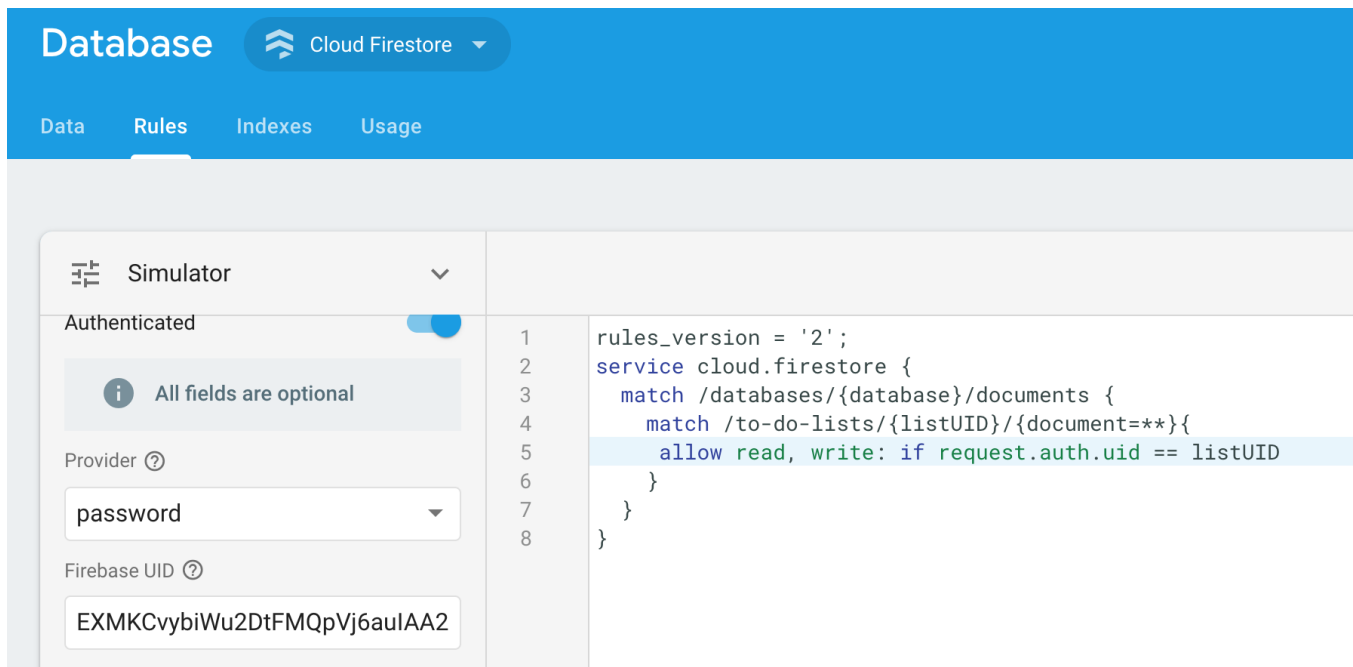 Database Cloud Firestore
Data Rules Indexes Usage
Simulator
Authenticated
All fields are optional
Provider
password
Firebase UID
EXMKCvybiWu2DtFMQpVj6auIAA2
1 rules_version = '2';
2 service cloud.firestore {
3 match /databases/{database}/documents {
4 match /to-do-lists/{listUID}/{document=**}{
5 allow read, write: if request.auth.uid == listUID
6 }
7 }
8 }